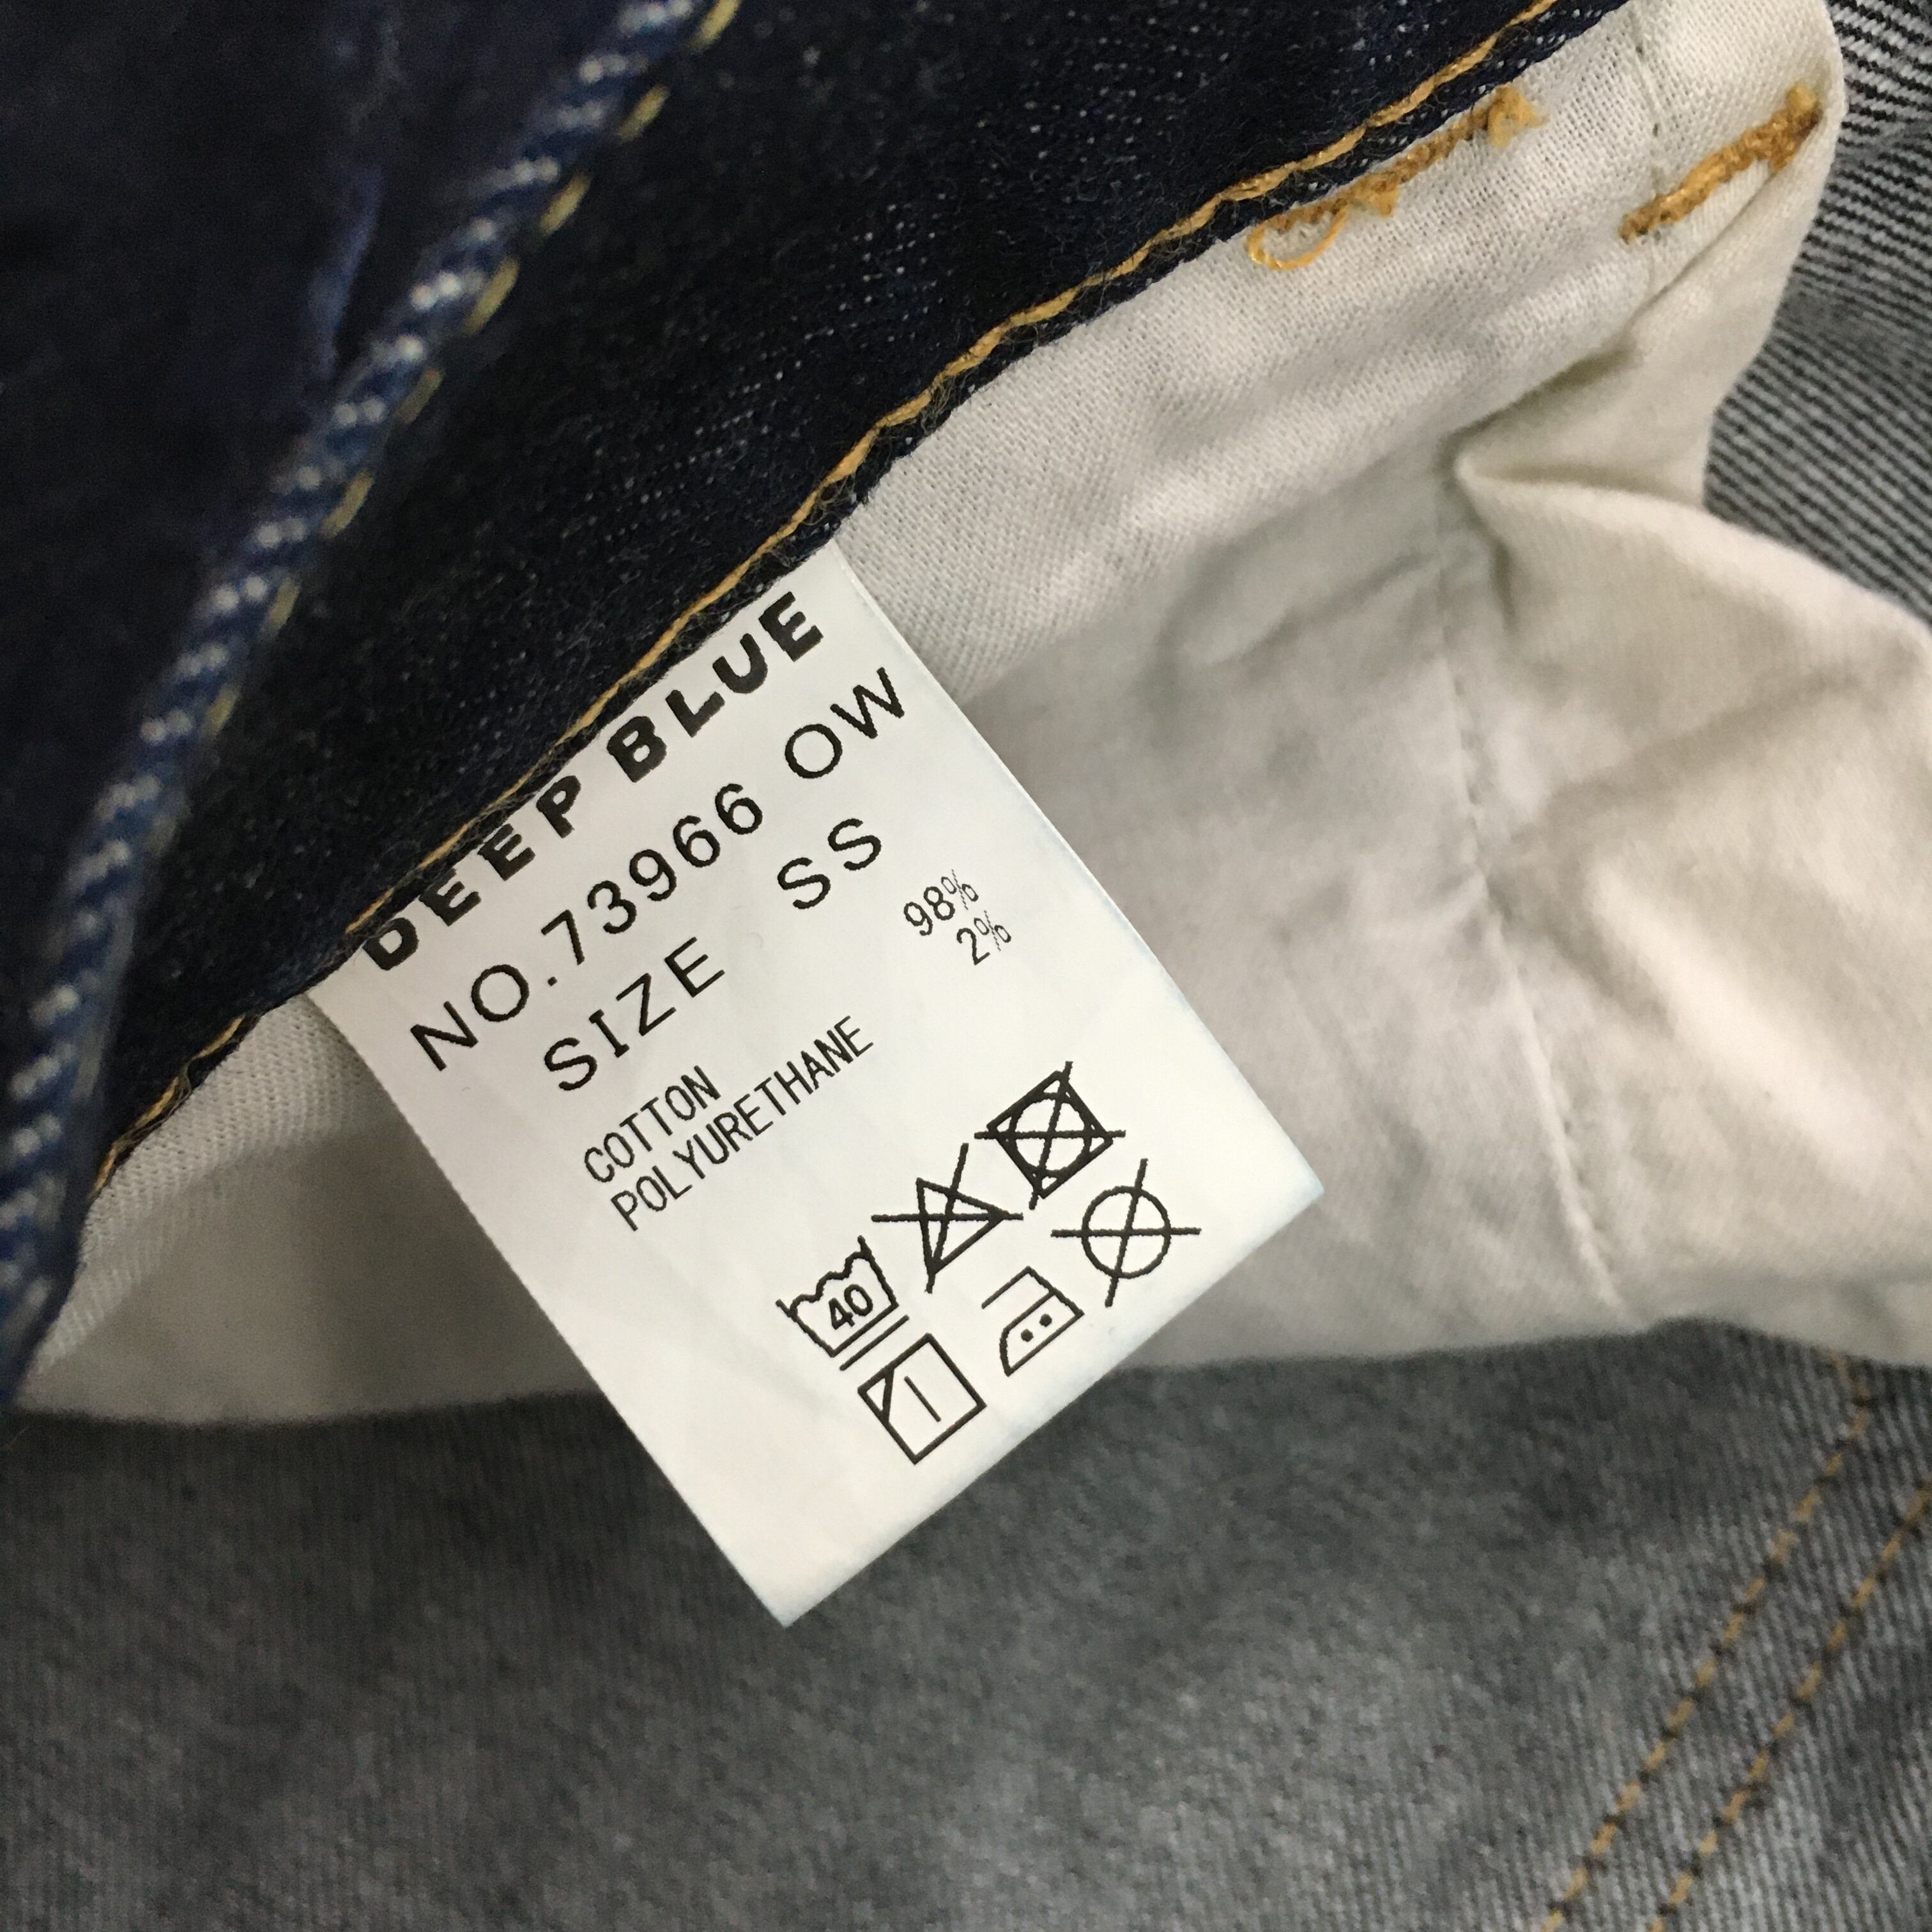 DEEP BLUE
NO.73966 OW
SIZE SS
COTTON 98%
POLYURETHANE 2%
40